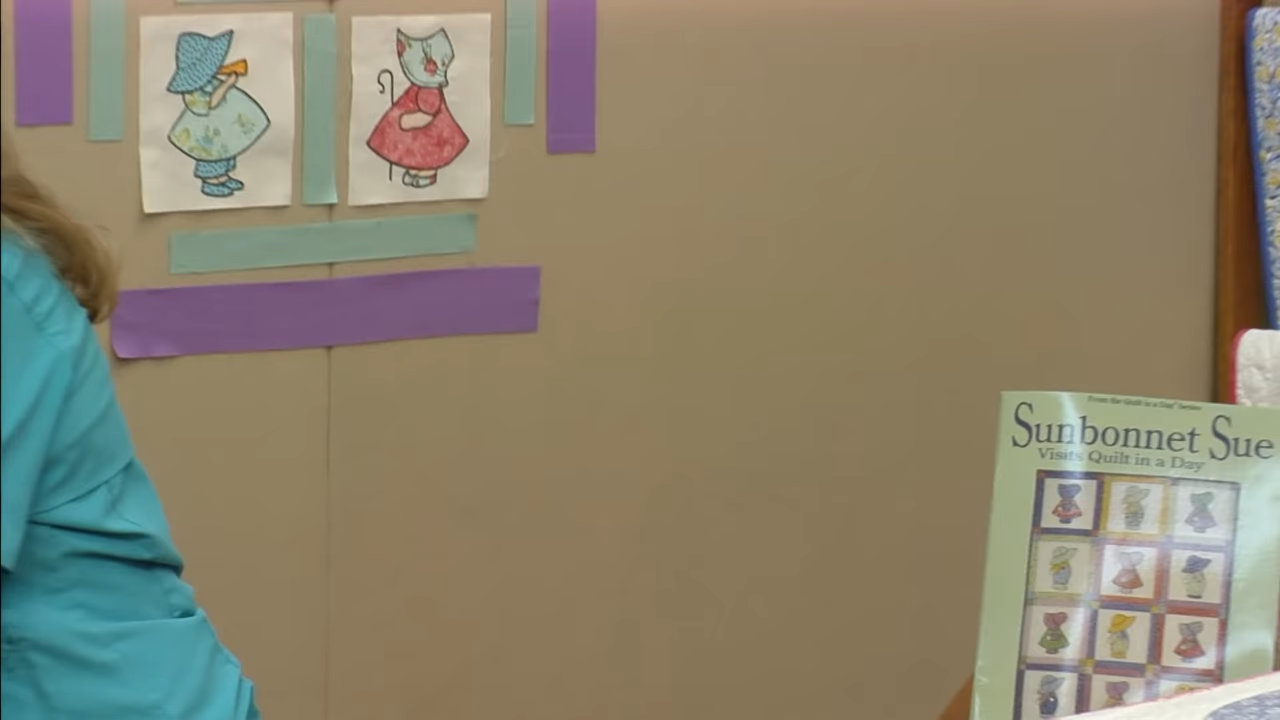 From the Quilt in a Day Series
Sunbonnet Sue
Visits Quilt in a Day